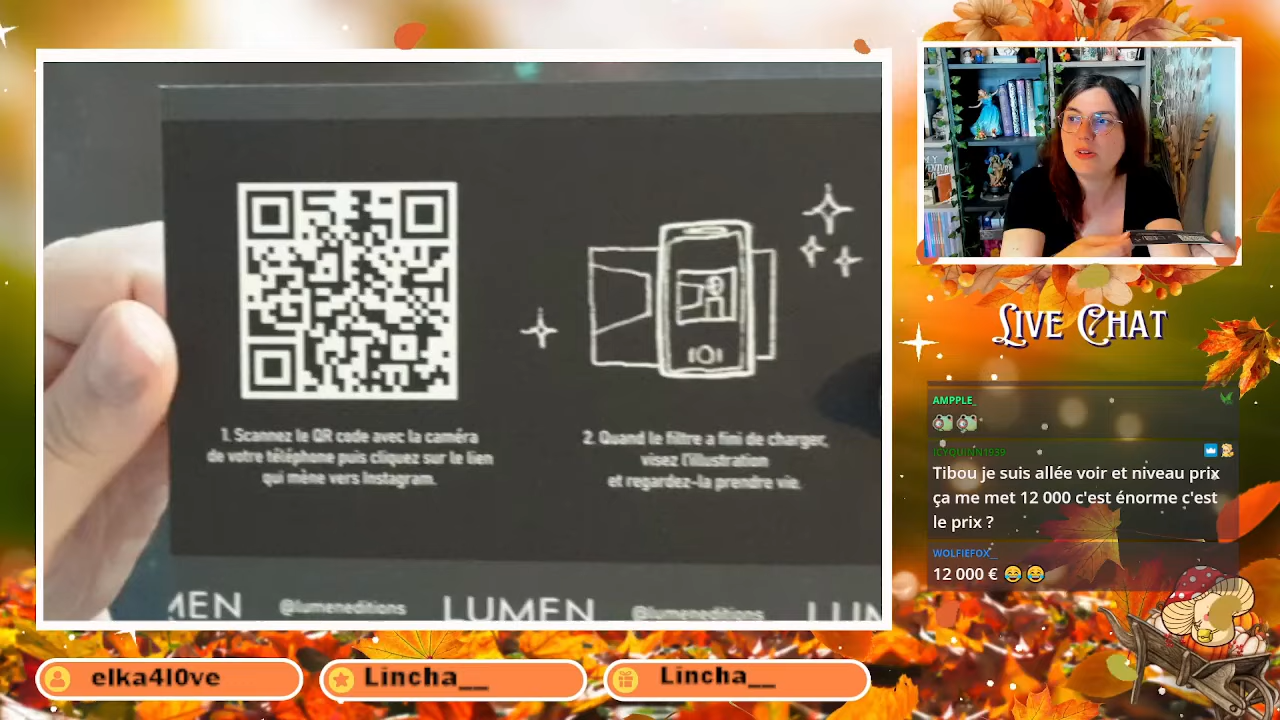 1. Scannez le QR code avec la caméra
de votre téléphone puis cliquez sur le lien
qui mène vers Instagram.
2. Quand le filtre a fini de charger,
visez l'illustration
et regardez-la prendre vie.
@lumeneditions
LUMEN
@lumeneditions
Live Chat
AMPPLE_
ICYQUINN1939
Tibou je suis allée voir et niveau prix
ça me met 12 000 c'est énorme c'est
le prix ?
WOLFIEFOX__
12 000 € 😂😂
elka4l0ve
Lincha__
Lincha__